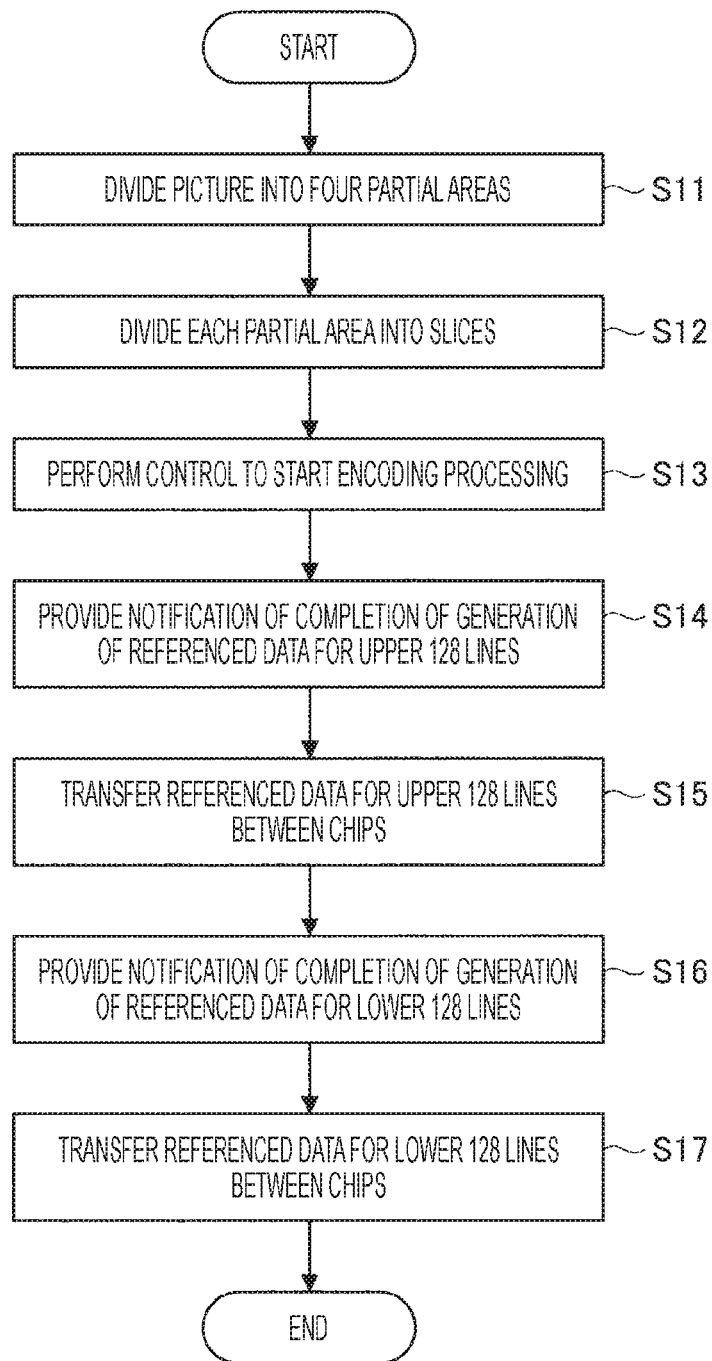 START
DIVIDE PICTURE INTO FOUR PARTIAL AREAS
S11
DIVIDE EACH PARTIAL AREA INTO SLICES
S12
PERFORM CONTROL TO START ENCODING PROCESSING
S13
PROVIDE NOTIFICATION OF COMPLETION OF GENERATION
OF REFERENCED DATA FOR UPPER 128 LINES
S14
TRANSFER REFERENCED DATA FOR UPPER 128 LINES
BETWEEN CHIPS
S15
PROVIDE NOTIFICATION OF COMPLETION OF GENERATION
OF REFERENCED DATA FOR LOWER 128 LINES
S16
TRANSFER REFERENCED DATA FOR LOWER 128 LINES
BETWEEN CHIPS
S17
END